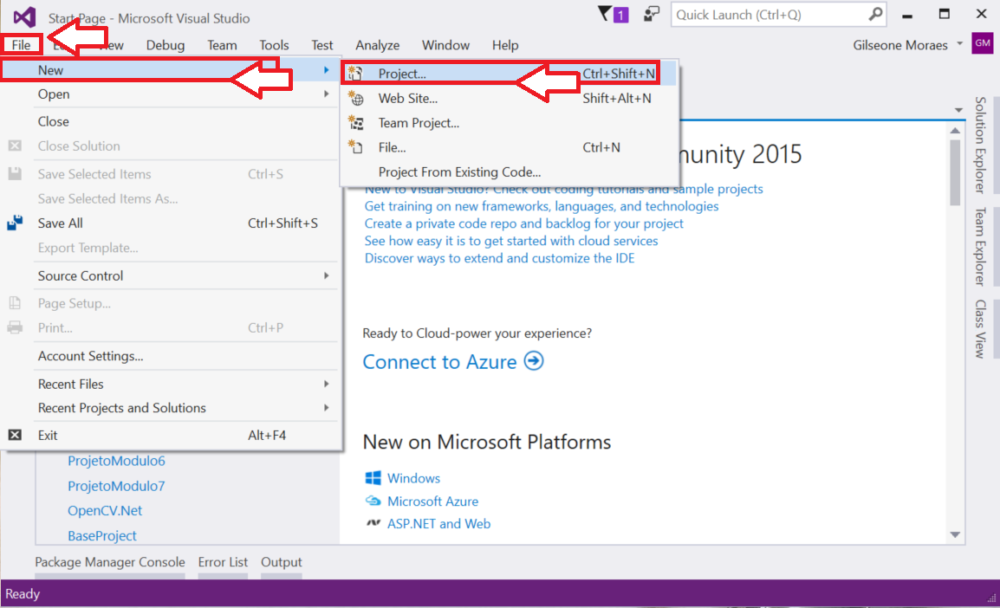 Start Page - Microsoft Visual Studio
1
Quick Launch (Ctrl+Q)
File
Debug
Team
Tools
Test
Analyze
Window
Help
Gilseone Moraes
GM
New
Open
Close
Close Solution
Save Selected Items Ctrl+S
Save Selected Items As...
Save All Ctrl+Shift+S
Export Template...
Source Control
Page Setup...
Print... Ctrl+P
Account Settings...
Recent Files
Recent Projects and Solutions
Exit Alt+F4
Project... Ctrl+Shift+N
Web Site... Shift+Alt+N
Team Project...
File... Ctrl+N
Project From Existing Code...
2015
New to Visual Studio? Check out coding tutorials and sample projects
Get training on new frameworks, languages, and technologies
Create a private code repo and backlog for your project
See how easy it is to get started with cloud services
Discover ways to extend and customize the IDE
Ready to Cloud-power your experience?
Connect to Azure
New on Microsoft Platforms
Windows
Microsoft Azure
ASP.NET and Web
ProjetoModulo6
ProjetoModulo7
OpenCV.Net
BaseProject
Solution Explorer
Team Explorer
Class View
Package Manager Console
Error List
Output
Ready